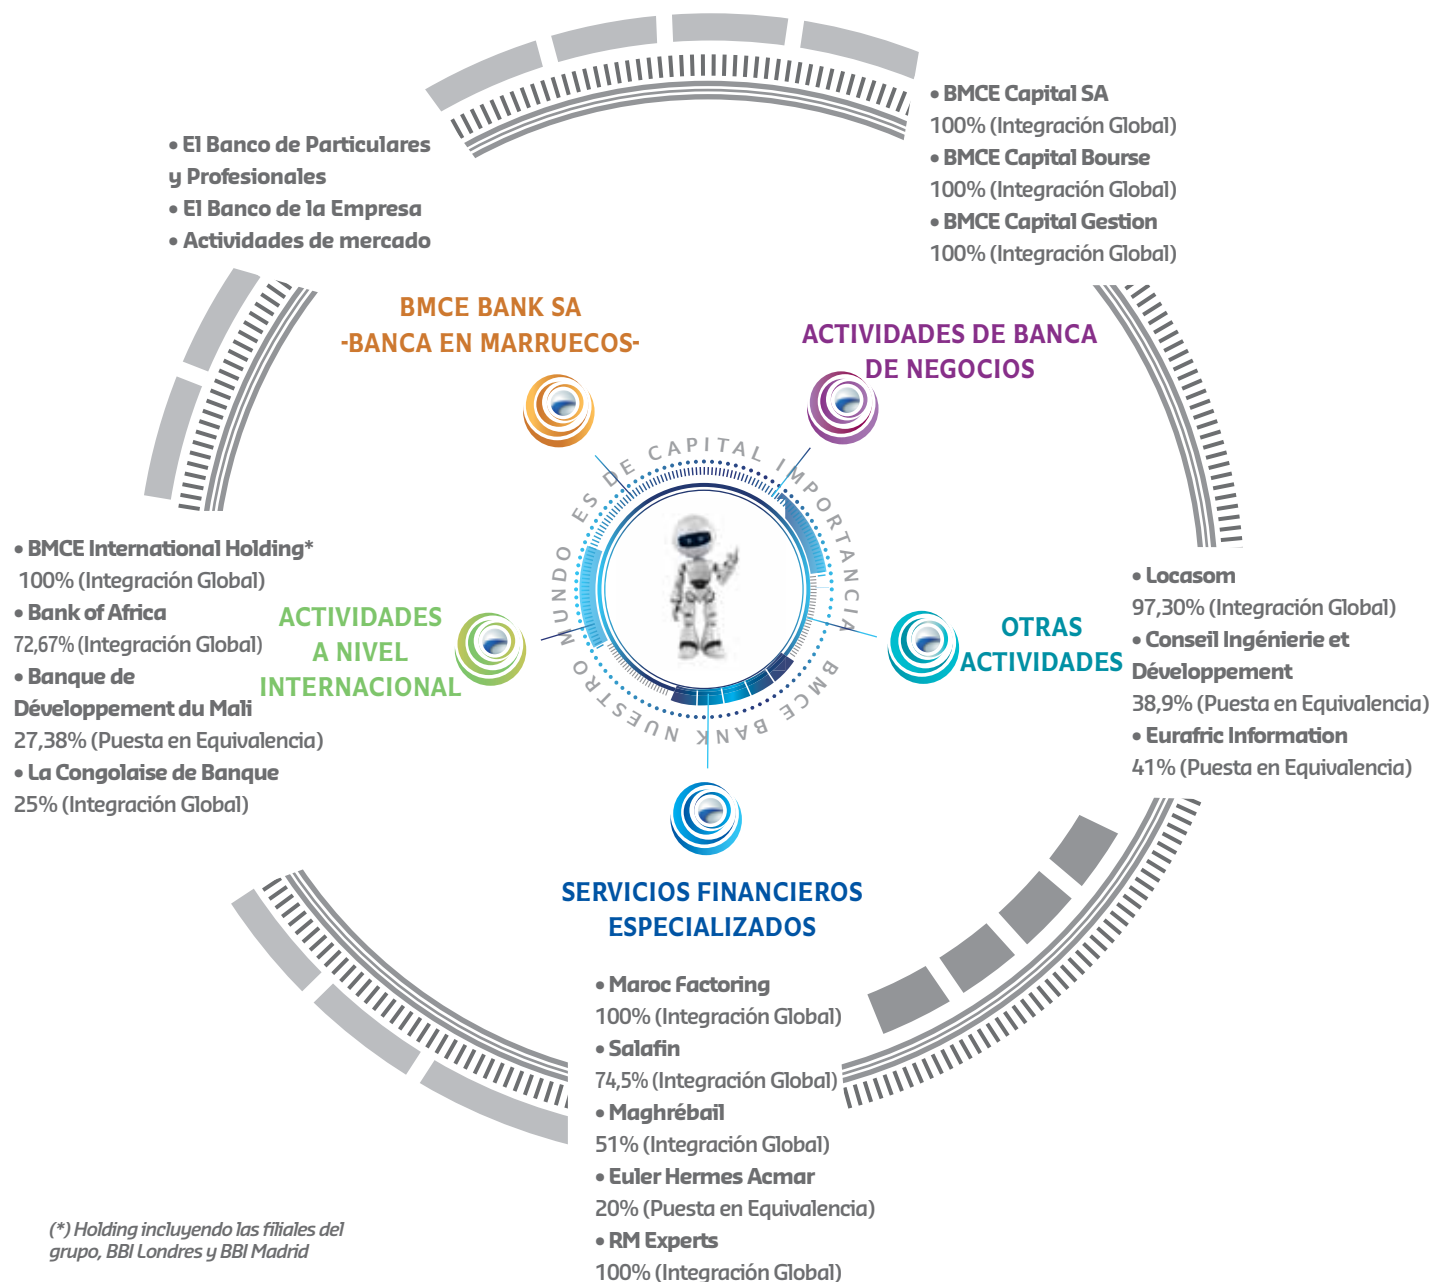 • El Banco de Particulares
y Profesionales
• El Banco de la Empresa
• Actividades de mercado
• BMCE Capital SA
100% (Integración Global)
• BMCE Capital Bourse
100% (Integración Global)
• BMCE Capital Gestion
100% (Integración Global)
BMCE BANK SA
-BANCA EN MARRUECOS-
ACTIVIDADES DE BANCA
DE NEGOCIOS
BMCE BANK NUESTRO MUNDO ES DE CAPITAL IMPORTANCIA
• BMCE International Holding*
100% (Integración Global)
• Bank of Africa
72,67% (Integración Global)
• Banque de
Développement du Mali
27,38% (Puesta en Equivalencia)
• La Congolaise de Banque
25% (Integración Global)
ACTIVIDADES
A NIVEL
INTERNACIONAL
OTRAS
ACTIVIDADES
• Locasom
97,30% (Integración Global)
• Conseil Ingénierie et
Développement
38,9% (Puesta en Equivalencia)
• Eurafric Information
41% (Puesta en Equivalencia)
SERVICIOS FINANCIEROS
ESPECIALIZADOS
• Maroc Factoring
100% (Integración Global)
• Salafin
74,5% (Integración Global)
• Maghrébail
51% (Integración Global)
• Euler Hermes Acmar
20% (Puesta en Equivalencia)
• RM Experts
100% (Integración Global)
(*) Holding incluyendo las filiales del
grupo, BBI Londres y BBI Madrid